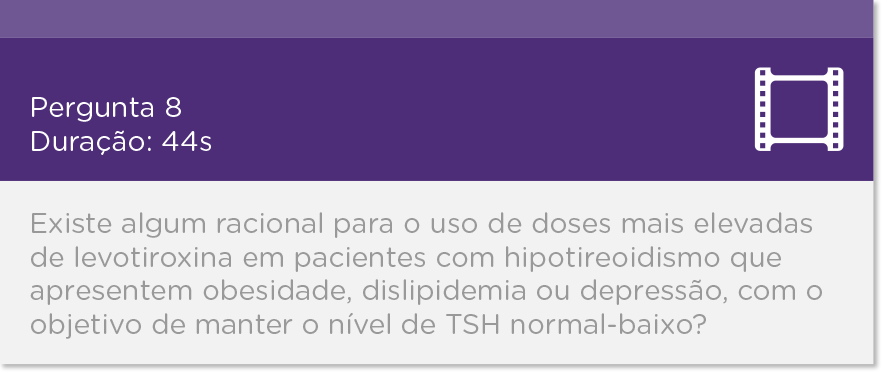 Pergunta 8
Duração: 44s
Existe algum racional para o uso de doses mais elevadas
de levotiroxina em pacientes com hipotireoidismo que
apresentem obesidade, dislipidemia ou depressão, com o
objetivo de manter o nível de TSH normal-baixo?